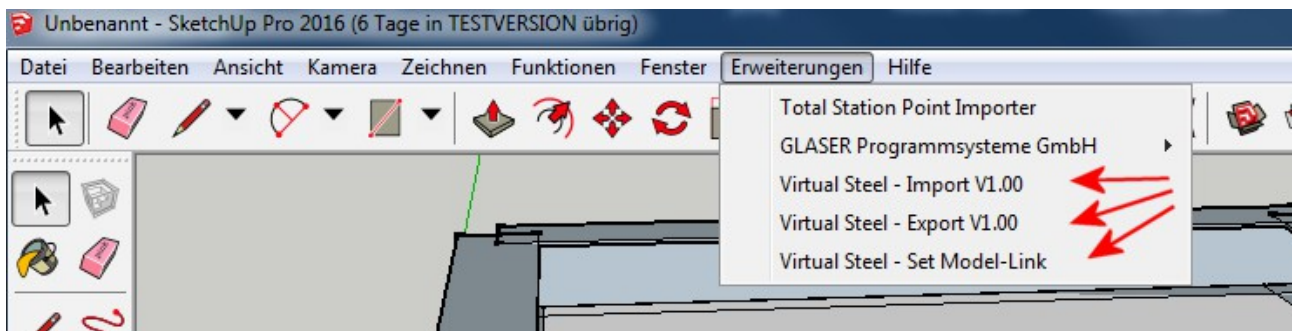 Unbenannt - SketchUp Pro 2016 (6 Tage in TESTVERSION übrig)
Datei Bearbeiten Ansicht Kamera Zeichnen Funktionen Fenster Erweiterungen Hilfe
Total Station Point Importer
GLASER Programmsysteme GmbH
Virtual Steel - Import V1.00
Virtual Steel - Export V1.00
Virtual Steel - Set Model-Link